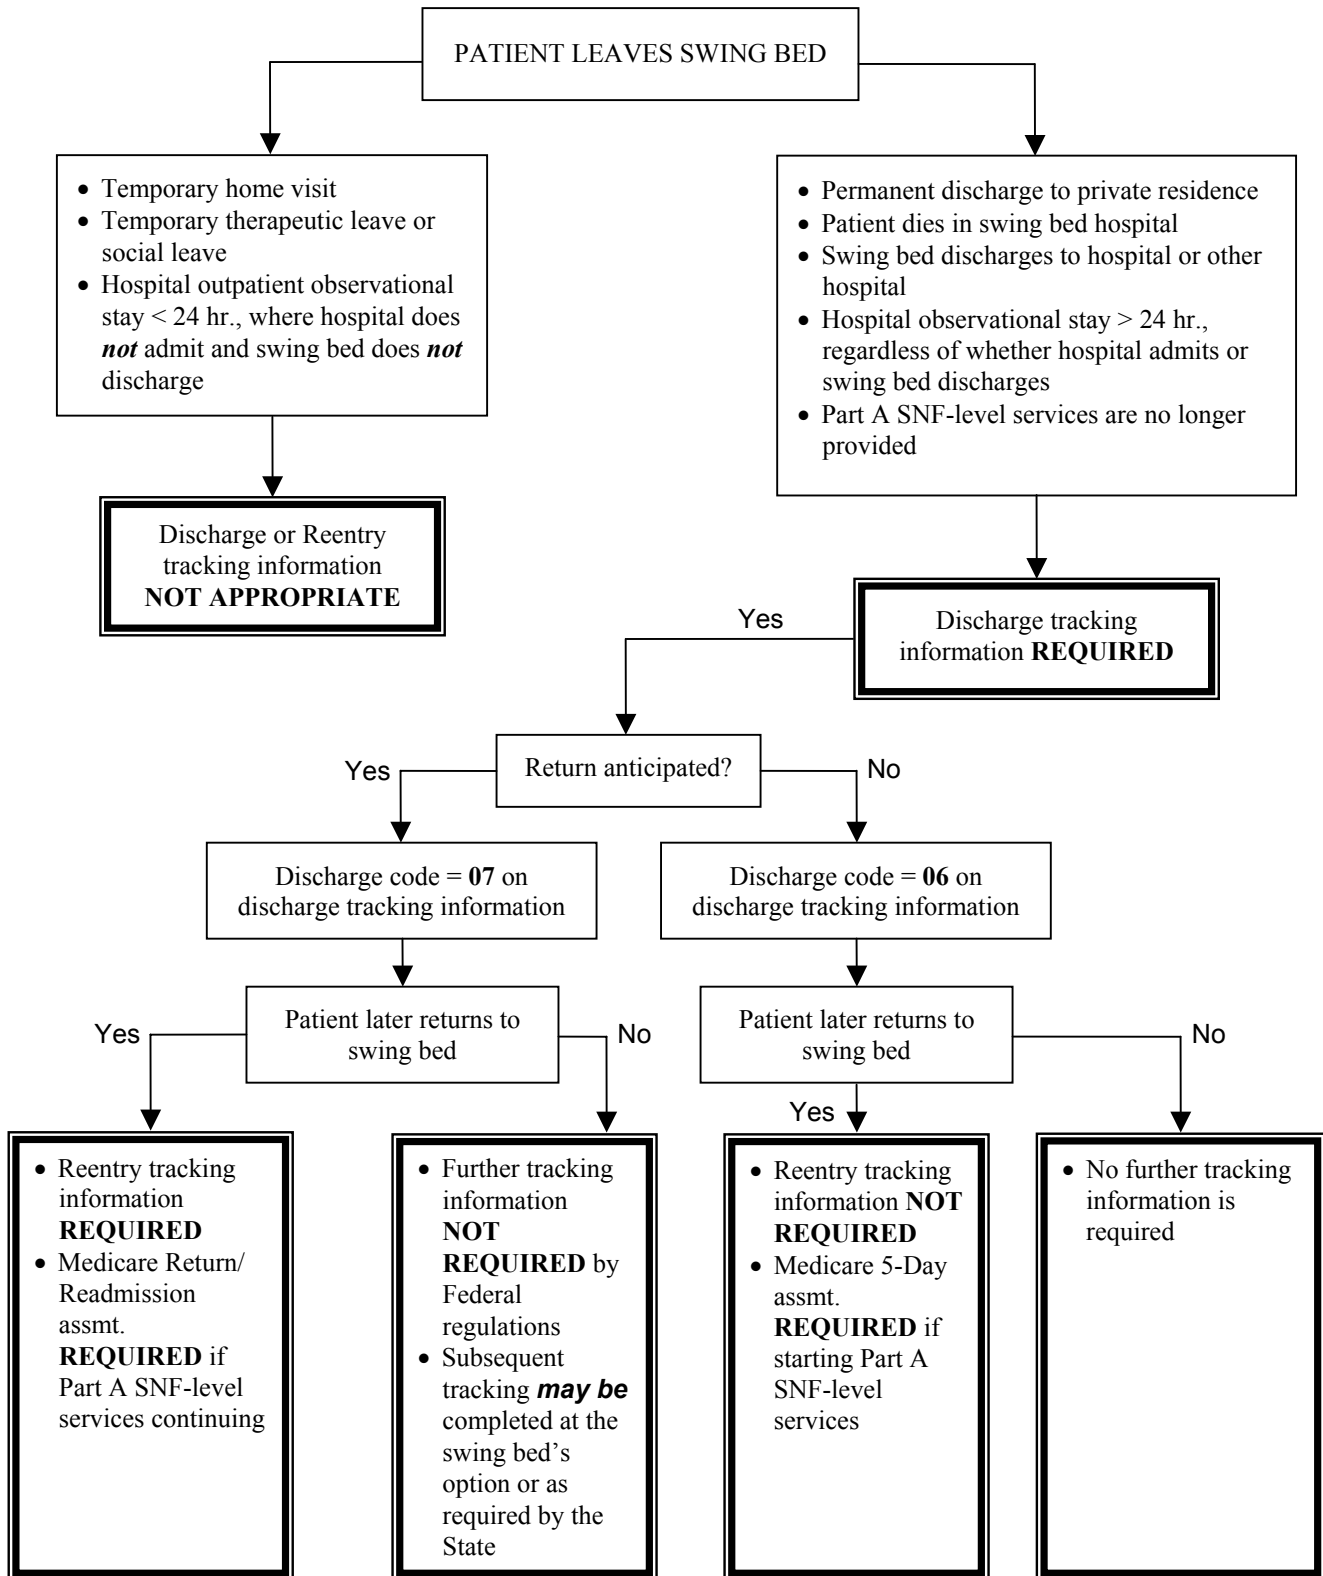 PATIENT LEAVES SWING BED
• Temporary home visit
• Temporary therapeutic leave or
social leave
• Hospital outpatient observational
stay < 24 hr., where hospital does
not admit and swing bed does not
discharge
• Permanent discharge to private residence
• Patient dies in swing bed hospital
• Swing bed discharges to hospital or other
hospital
• Hospital observational stay > 24 hr.,
regardless of whether hospital admits or
swing bed discharges
• Part A SNF-level services are no longer
provided
Discharge or Reentry
tracking information
NOT APPROPRIATE
Discharge tracking
information REQUIRED
Yes
Return anticipated?
Yes
No
Discharge code = 07 on
discharge tracking information
Discharge code = 06 on
discharge tracking information
Patient later returns to
swing bed
Yes
No
Patient later returns to
swing bed
Yes
No
• Reentry tracking
information
REQUIRED
• Medicare Return/
Readmission
assmt.
REQUIRED if
Part A SNF-level
services continuing
• Further tracking
information
NOT
REQUIRED by
Federal
regulations
• Subsequent
tracking may be
completed at the
swing bed’s
option or as
required by the
State
• Reentry tracking
information NOT
REQUIRED
• Medicare 5-Day
assmt.
REQUIRED if
starting Part A
SNF-level
services
• No further tracking
information is
required